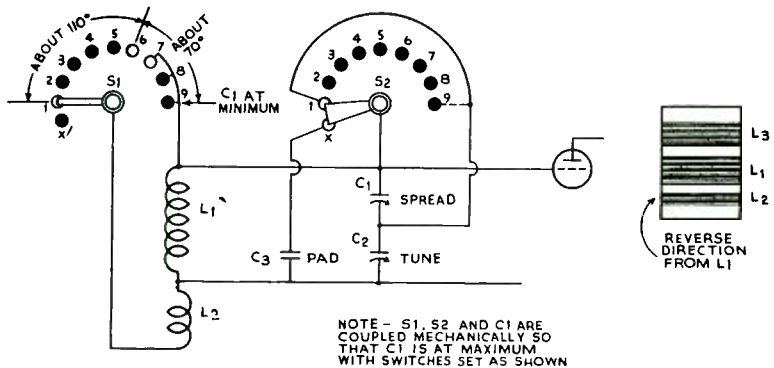 ABOUT 110°
ABOUT 70°
1
2
3
4
5
6
7
8
9
X'
S1
C1 AT
MINIMUM
1
2
3
4
5
6
7
8
9
X
S2
L1
L2
C1
SPREAD
C2
TUNE
C3
PAD
L3
L1
L2
REVERSE
DIRECTION
FROM L1
NOTE - S1, S2 AND C1 ARE
COUPLED MECHANICALLY SO
THAT C1 IS AT MAXIMUM
WITH SWITCHES SET AS SHOWN